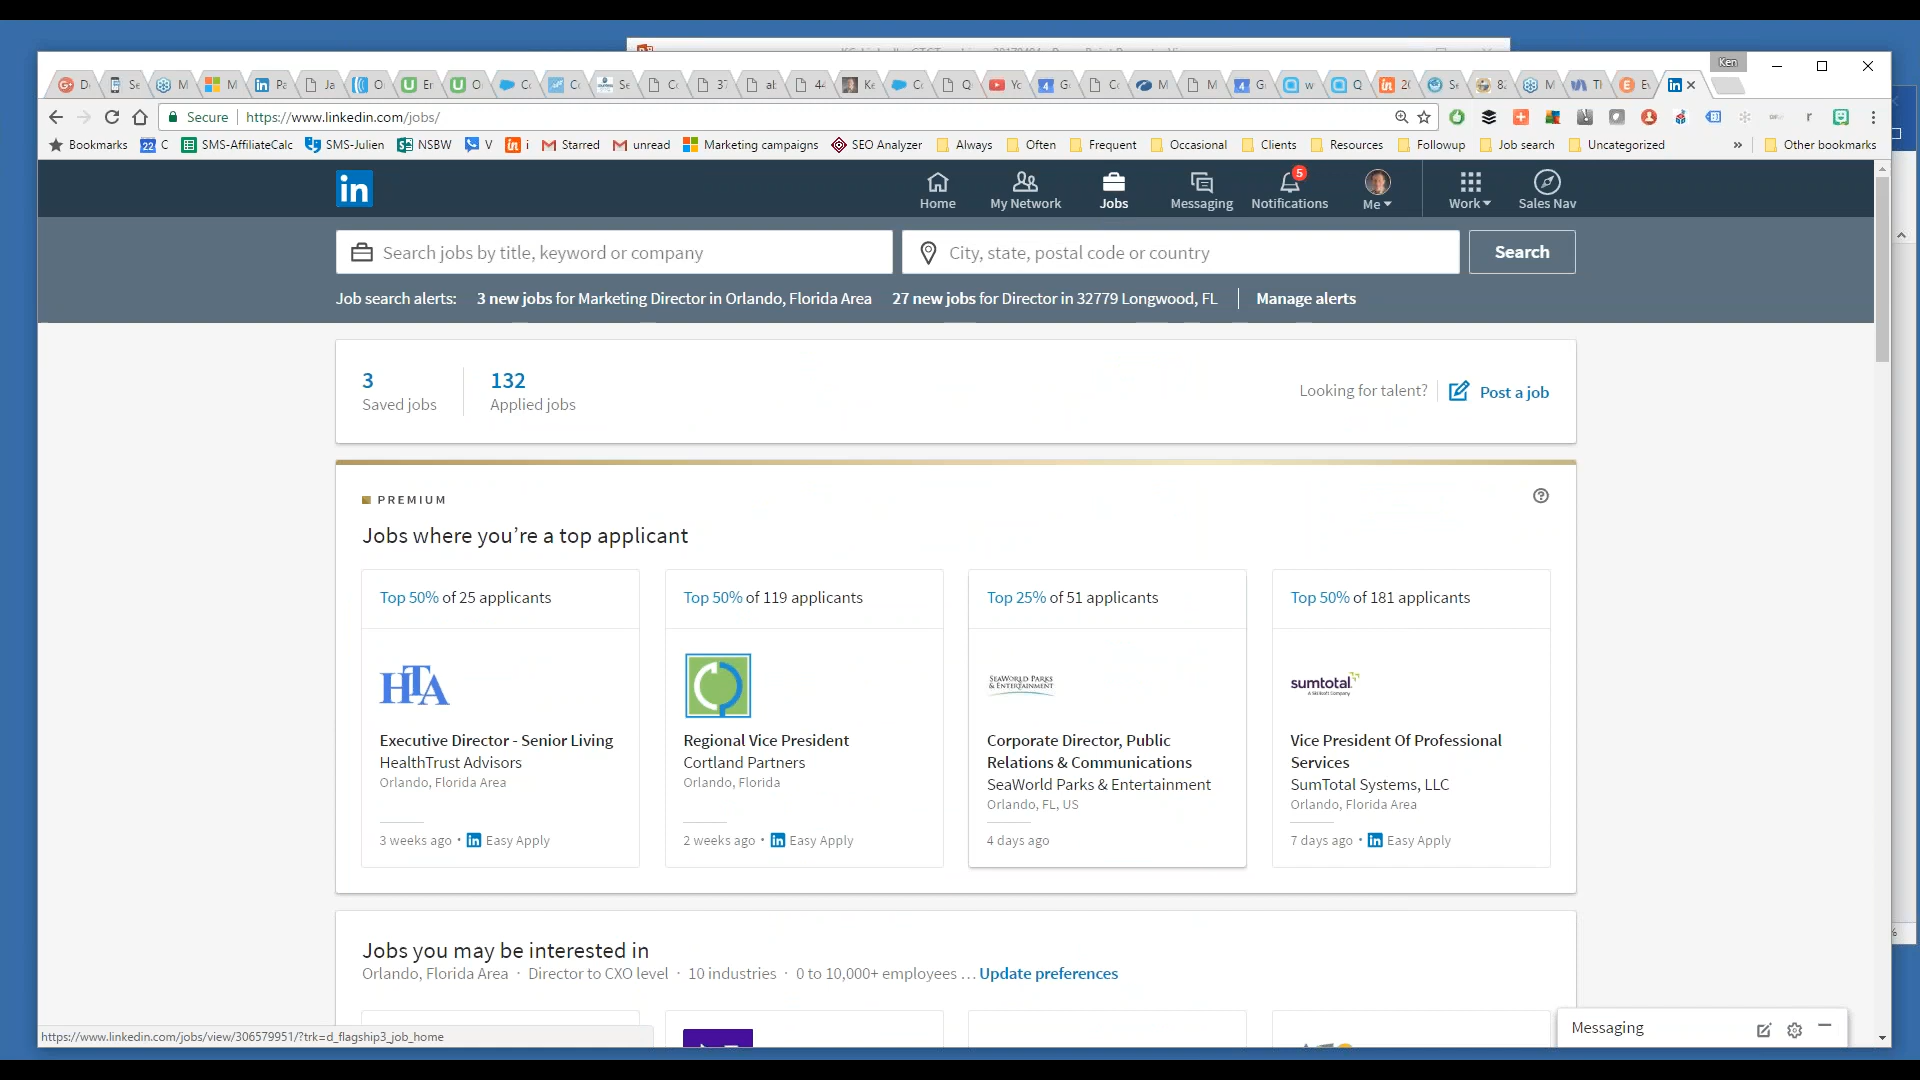 Ken
Secure https://www.linkedin.com/jobs/
Bookmarks 22 C SMS-AffiliateCalc SMS-Julien NSBW V i Starred unread Marketing campaigns SEO Analyzer Always Often Frequent Occasional Clients Resources Followup Job search Uncategorized » Other bookmarks
in Home My Network Jobs Messaging 5 Notifications Me Work Sales Nav
Search jobs by title, keyword or company City, state, postal code or country Search
Job search alerts: 3 new jobs for Marketing Director in Orlando, Florida Area 27 new jobs for Director in 32779 Longwood, FL Manage alerts
3 132
Saved jobs Applied jobs Looking for talent? Post a job
PREMIUM
Jobs where you’re a top applicant
Top 50% of 25 applicants
HTA
Executive Director - Senior Living
HealthTrust Advisors
Orlando, Florida Area
3 weeks ago • in Easy Apply
Top 50% of 119 applicants
Regional Vice President
Cortland Partners
Orlando, Florida
2 weeks ago • in Easy Apply
Top 25% of 51 applicants
SEAWORLD PARKS
& ENTERTAINMENT
Corporate Director, Public
Relations & Communications
SeaWorld Parks & Entertainment
Orlando, FL, US
4 days ago
Top 50% of 181 applicants
sumtotal
Vice President Of Professional
Services
SumTotal Systems, LLC
Orlando, Florida Area
7 days ago • in Easy Apply
Jobs you may be interested in
Orlando, Florida Area · Director to CXO level · 10 industries · 0 to 10,000+ employees … Update preferences
Messaging
https://www.linkedin.com/jobs/view/306579951/?trk=d_flagship3_job_home